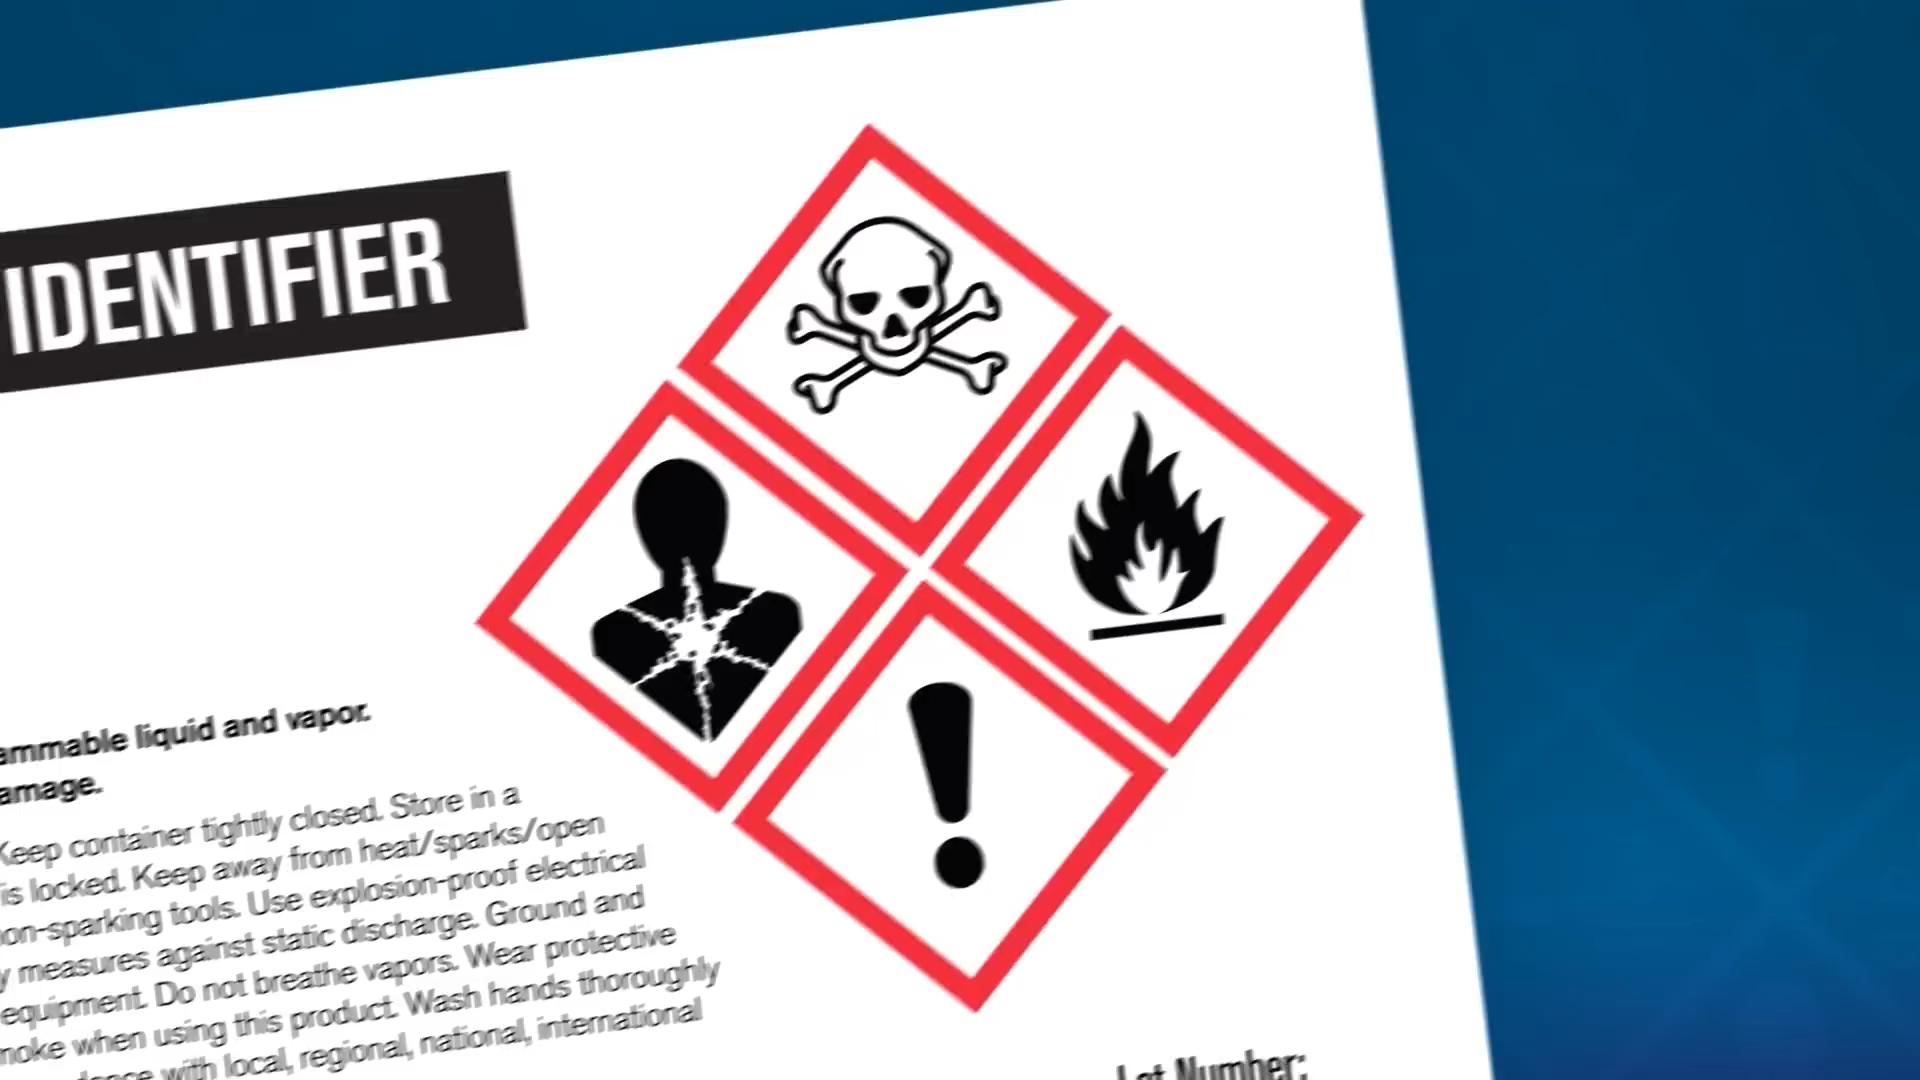 IDENTIFIER
ammable liquid and vapor.
amage.
Keep container tightly closed. Store in a
is locked. Keep away from heat/sparks/open
on-sparking tools. Use explosion-proof electrical
y measures against static discharge. Ground and
equipment. Do not breathe vapors. Wear protective
moke when using this product. Wash hands thoroughly
dance with local, regional, national, international
Lot Number: